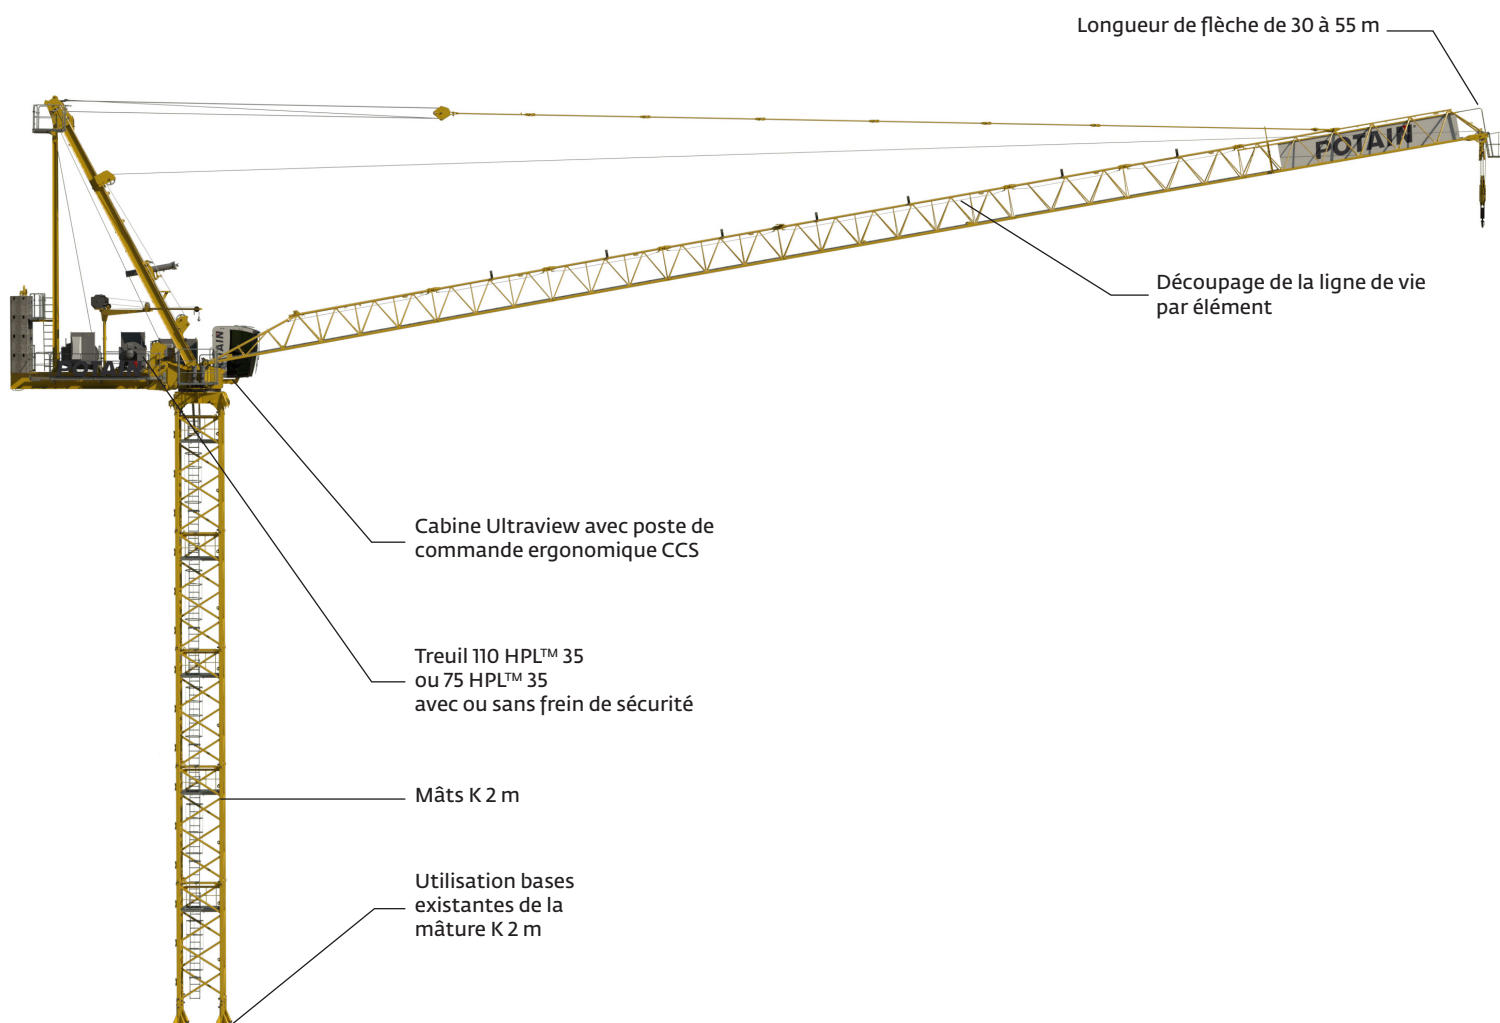 Longueur de flèche de 30 à 55 m
POTAIN
Découpage de la ligne de vie
par élément
POTAIN
Cabine Ultraview avec poste de
commande ergonomique CCS
Treuil 110 HPL™ 35
ou 75 HPL™ 35
avec ou sans frein de sécurité
Mâts K 2 m
Utilisation bases
existantes de la
mâture K 2 m